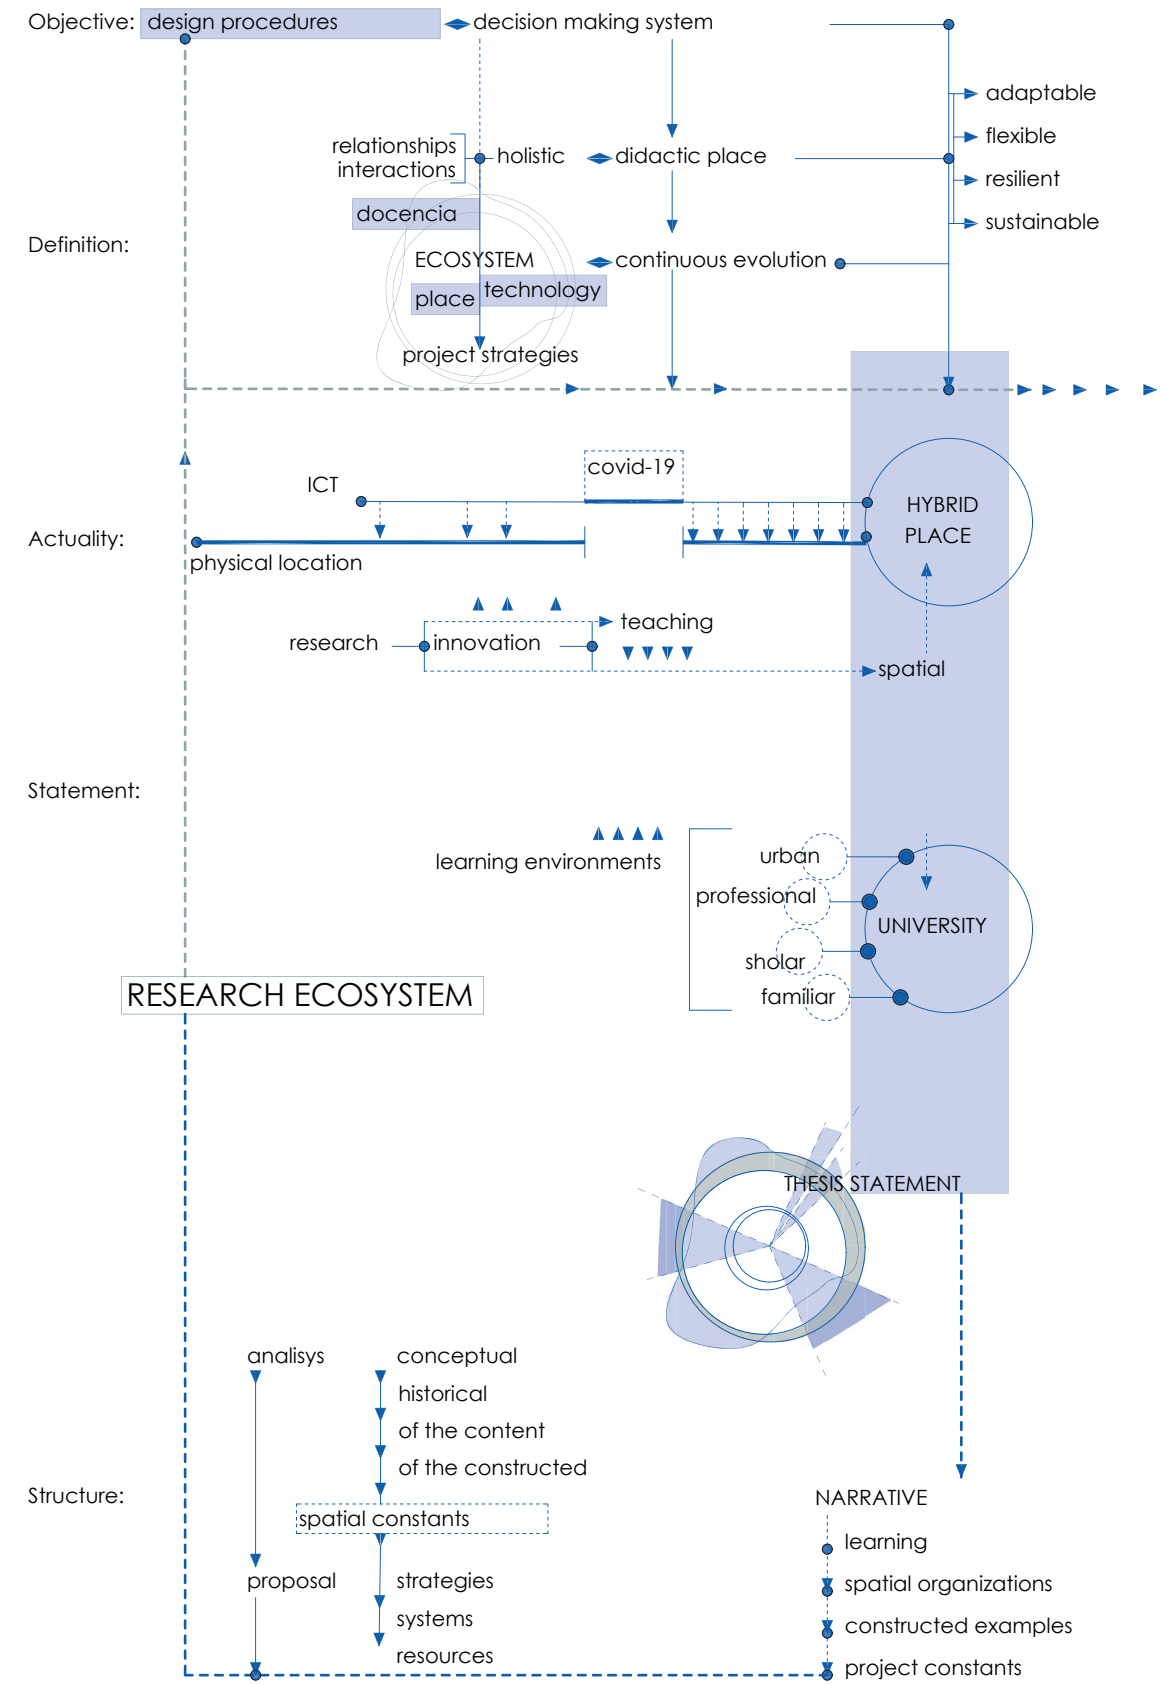 Objective: design procedures decision making system
adaptable
flexible
relationships
interactions
holistic didactic place
resilient
docencia
sustainable
Definition:
ECOSYSTEM continuous evolution
place technology
project strategies
covid-19
ICT
HYBRID
PLACE
Actuality:
physical location
research innovation teaching
spatial
Statement:
learning environments
urban
professional
UNIVERSITY
sholar
familiar
RESEARCH ECOSYSTEM
THESIS STATEMENT
analisys conceptual
historical
of the content
of the constructed
Structure:
spatial constants
NARRATIVE
learning
proposal strategies spatial organizations
systems constructed examples
resources project constants